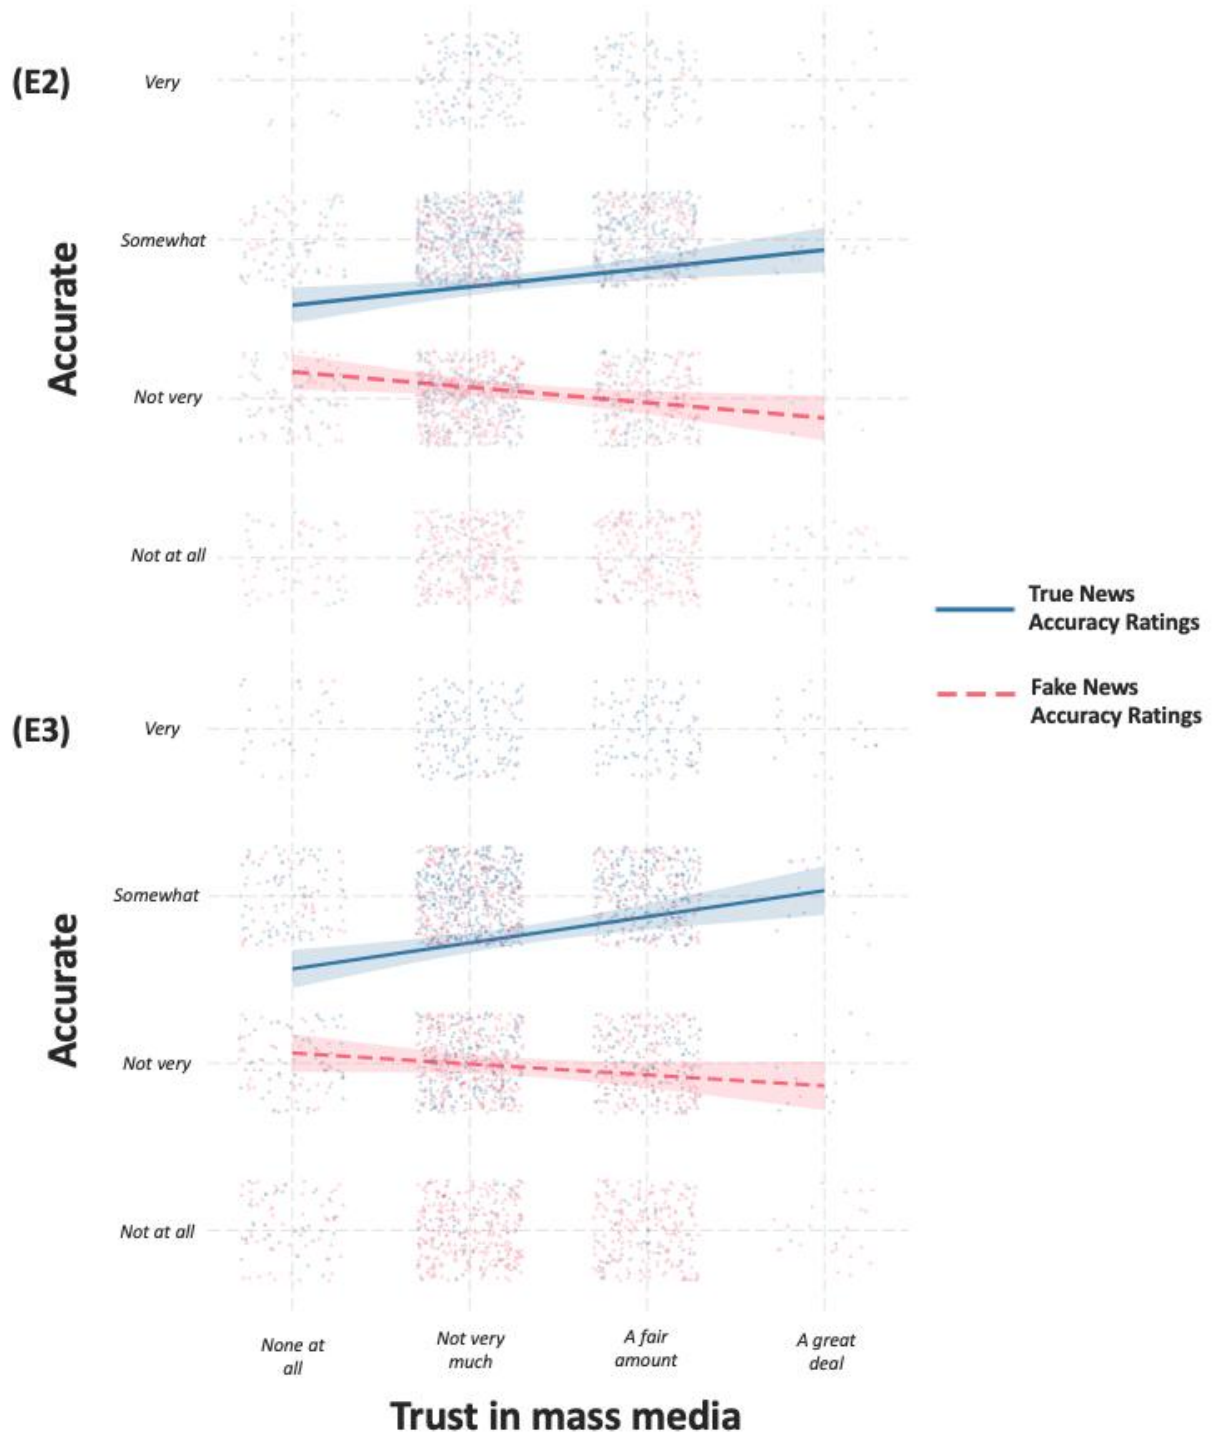 (E2)
Very
Somewhat
Accurate
Not very
Not at all
True News
Accuracy Ratings
Fake News
Accuracy Ratings
(E3)
Very
Somewhat
Accurate
Not very
Not at all
None at
all
Not very
much
A fair
amount
A great
deal
Trust in mass media